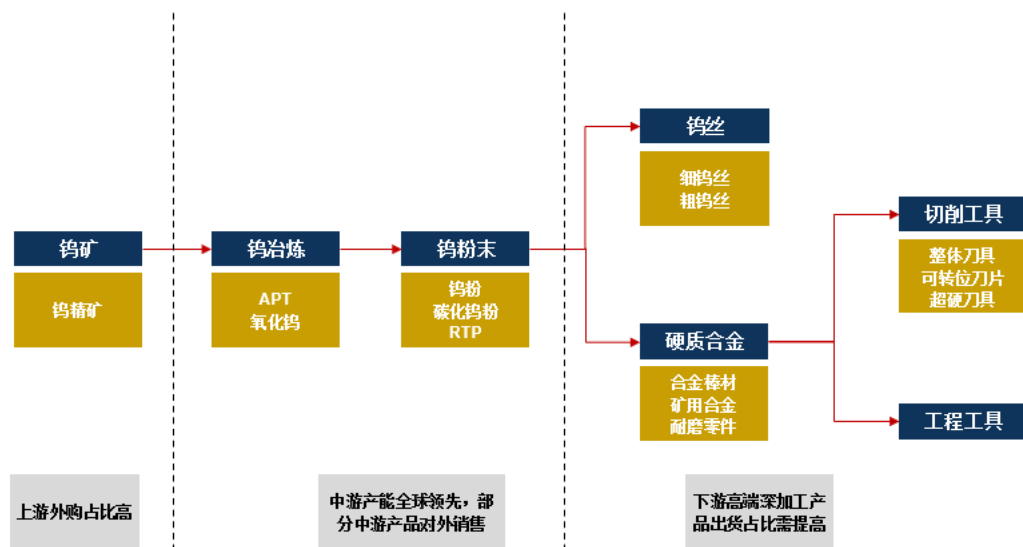 钨矿
钨精矿
钨冶炼
APT
氧化钨
钨粉末
钨粉
碳化钨粉
RTP
钨丝
细钨丝
粗钨丝
硬质合金
合金棒材
矿用合金
耐磨零件
切削工具
整体刀具
可转位刀片
超硬刀具
工程工具
上游外购占比高
中游产能全球领先，部
分中游产品对外销售
下游高端深加工产
品出货占比需提高